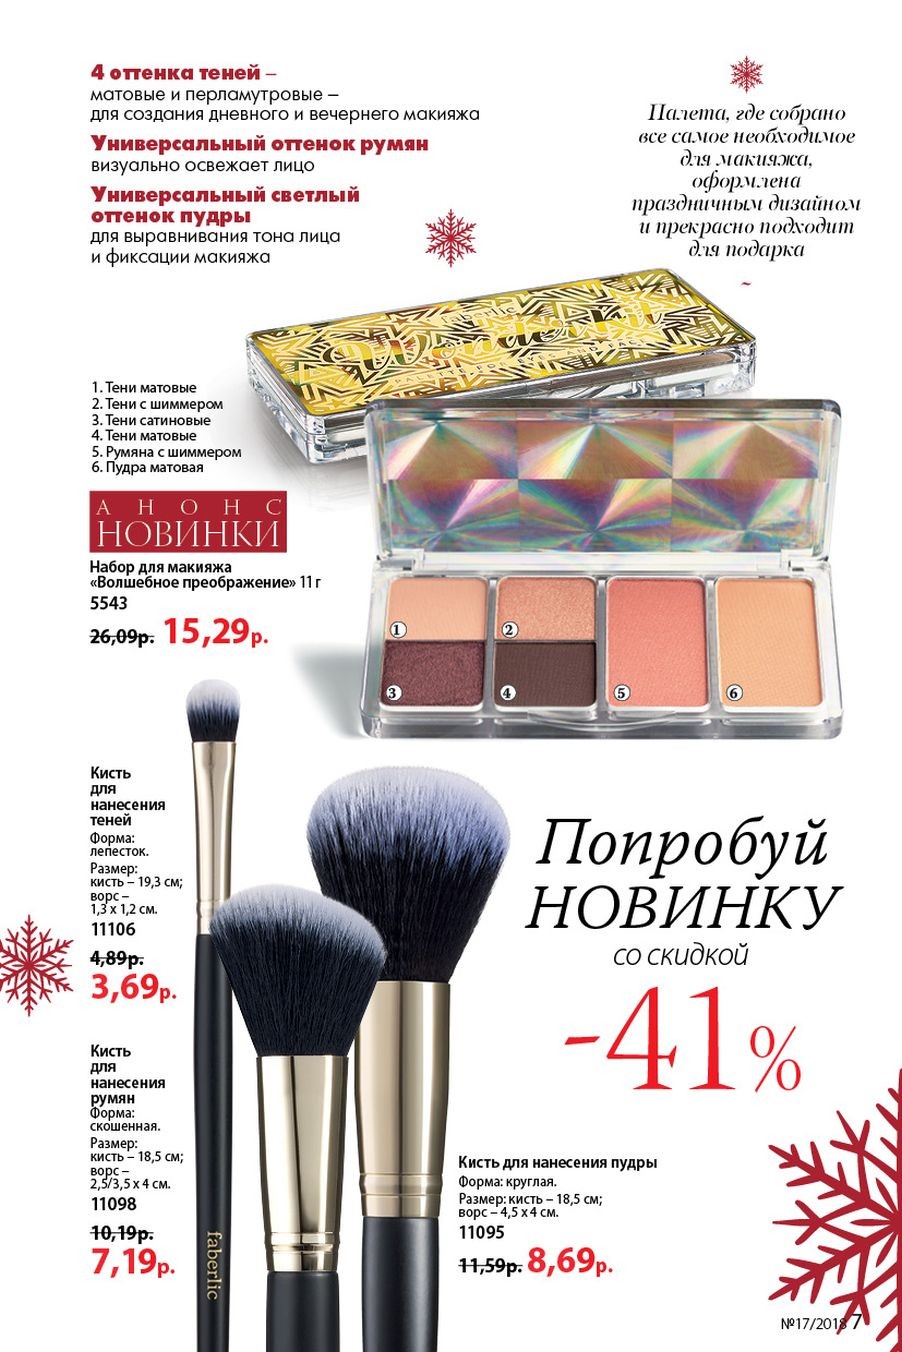 4 оттенка теней –
матовые и перламутровые –
для создания дневного и вечернего макияжа
Универсальный оттенок румян
визуально освежает лицо
Универсальный светлый
оттенок пудры
для выравнивания тона лица
и фиксации макияжа
Палета, где собрано
все самое необходимое
для макияжа,
оформлена
праздничным дизайном
и прекрасно подходит
для подарка
~
faberlic
1. Тени матовые
2. Тени с шиммером
3. Тени сатиновые
4. Тени матовые
5. Румяна с шиммером
6. Пудра матовая
АНОНС
НОВИНКИ
Набор для макияжа
«Волшебное преображение» 11 г
5543
26,09р. 15,29р.
1
2
3
4
5
6
Кисть
для
нанесения
теней
Форма:
лепесток.
Размер:
кисть – 19,3 см;
ворс –
1,3 х 1,2 см.
11106
4,89р.
3,69р.
Попробуй
НОВИНКУ
со скидкой
-41%
Кисть
для
нанесения
румян
Форма:
скошенная.
Размер:
кисть – 18,5 см;
ворс –
2,5/3,5 х 4 см.
11098
10,19р.
7,19р.
faberlic
Кисть для нанесения пудры
Форма: круглая.
Размер: кисть – 18,5 см;
ворс – 4,5 х 4 см.
11095
11,59р. 8,69р.
№17/2018 7